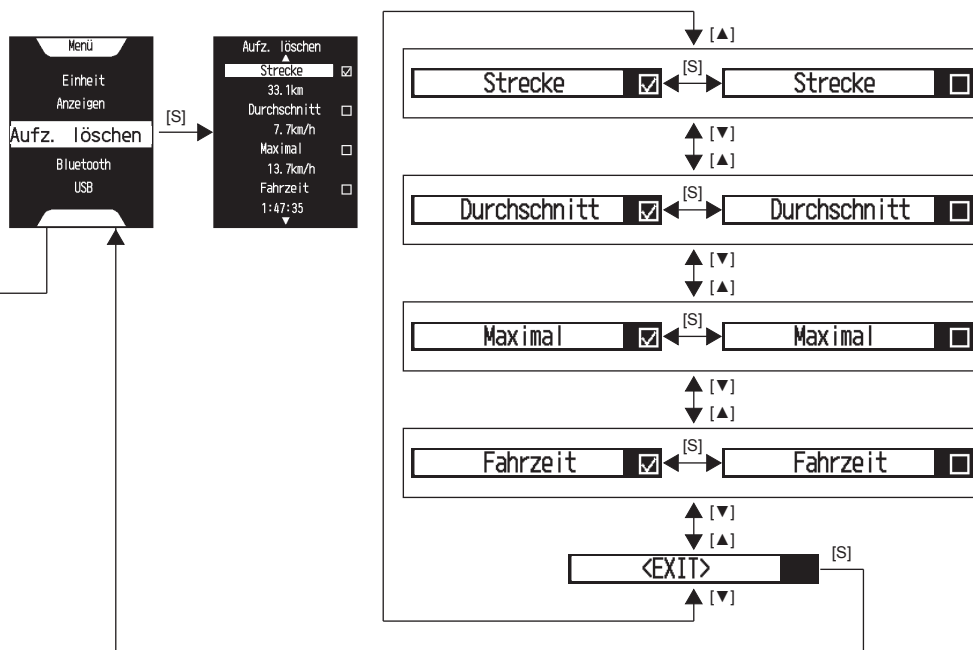 Menü
Einheit
Anzeigen
Aufz. löschen
Bluetooth
USB
[S]
Aufz. löschen
▲
Strecke ☑
33.1km
Durchschnitt ☐
7.7km/h
Maximal ☐
13.7km/h
Fahrzeit ☐
1:47:35
▼
[▲]
Strecke ☑ [S] Strecke ☐
[▼]
[▲]
Durchschnitt ☑ [S] Durchschnitt ☐
[▼]
[▲]
Maximal ☑ [S] Maximal ☐
[▼]
[▲]
Fahrzeit ☑ [S] Fahrzeit ☐
[▼]
[▲]
<EXIT> [S]
[▼]